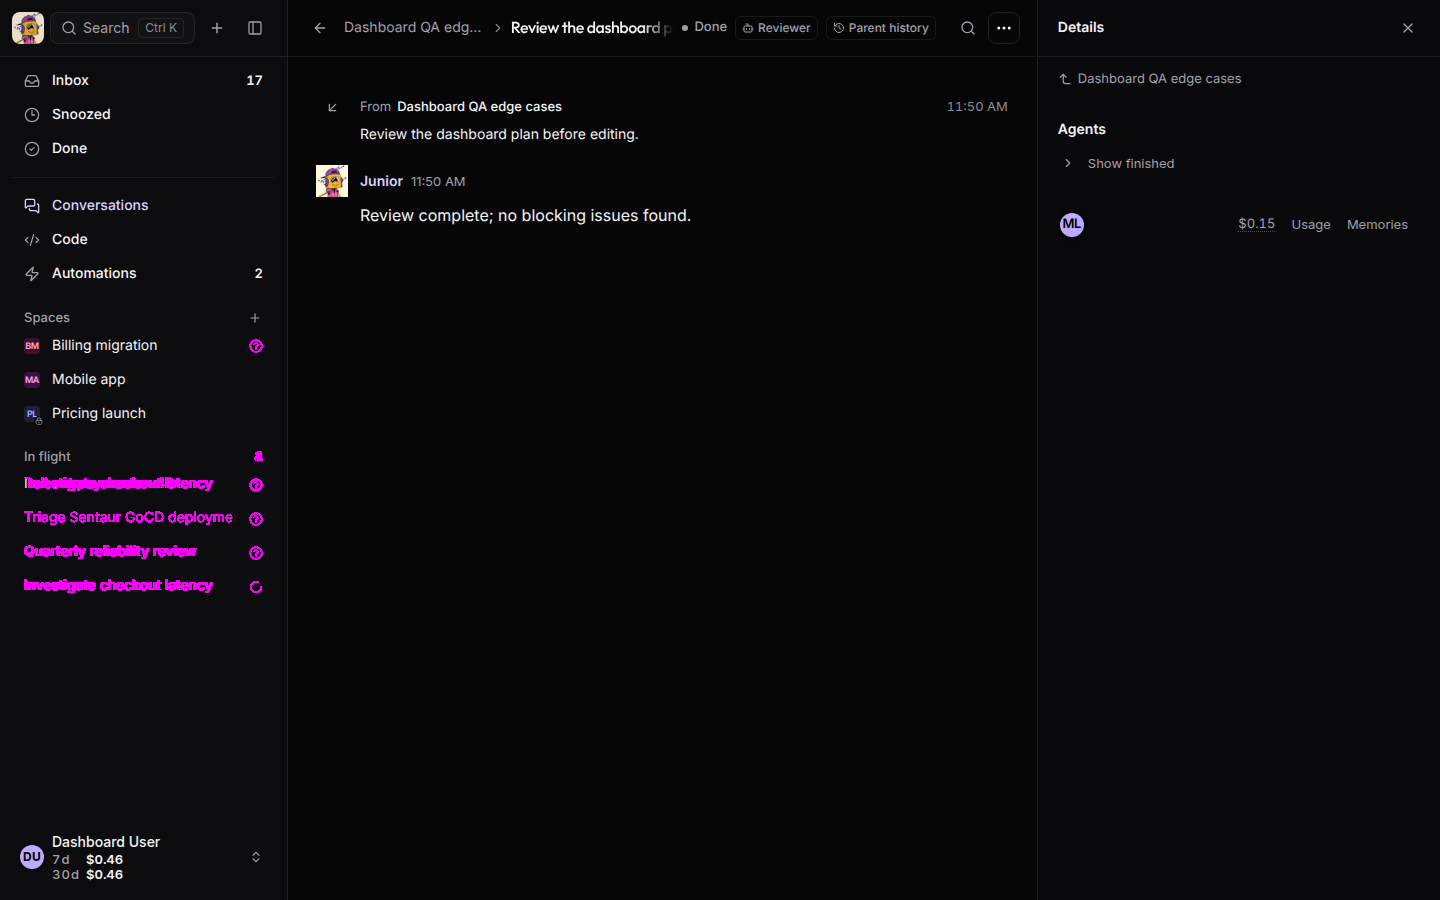 Search Ctrl K
Inbox 17
Snoozed
Done
Conversations
Code
Automations 2
Spaces
BM Billing migration
MA Mobile app
PL Pricing launch
In flight
Triage Sentaur GoCD deployme
Quarterly reliability review
Investigate checkout latency
DU Dashboard User
7d $0.46
30d $0.46
Dashboard QA edg... Review the dashboard p Done Reviewer Parent history
From Dashboard QA edge cases 11:50 AM
Review the dashboard plan before editing.
Junior 11:50 AM
Review complete; no blocking issues found.
Details
Dashboard QA edge cases
Agents
Show finished
ML $0.15 Usage Memories